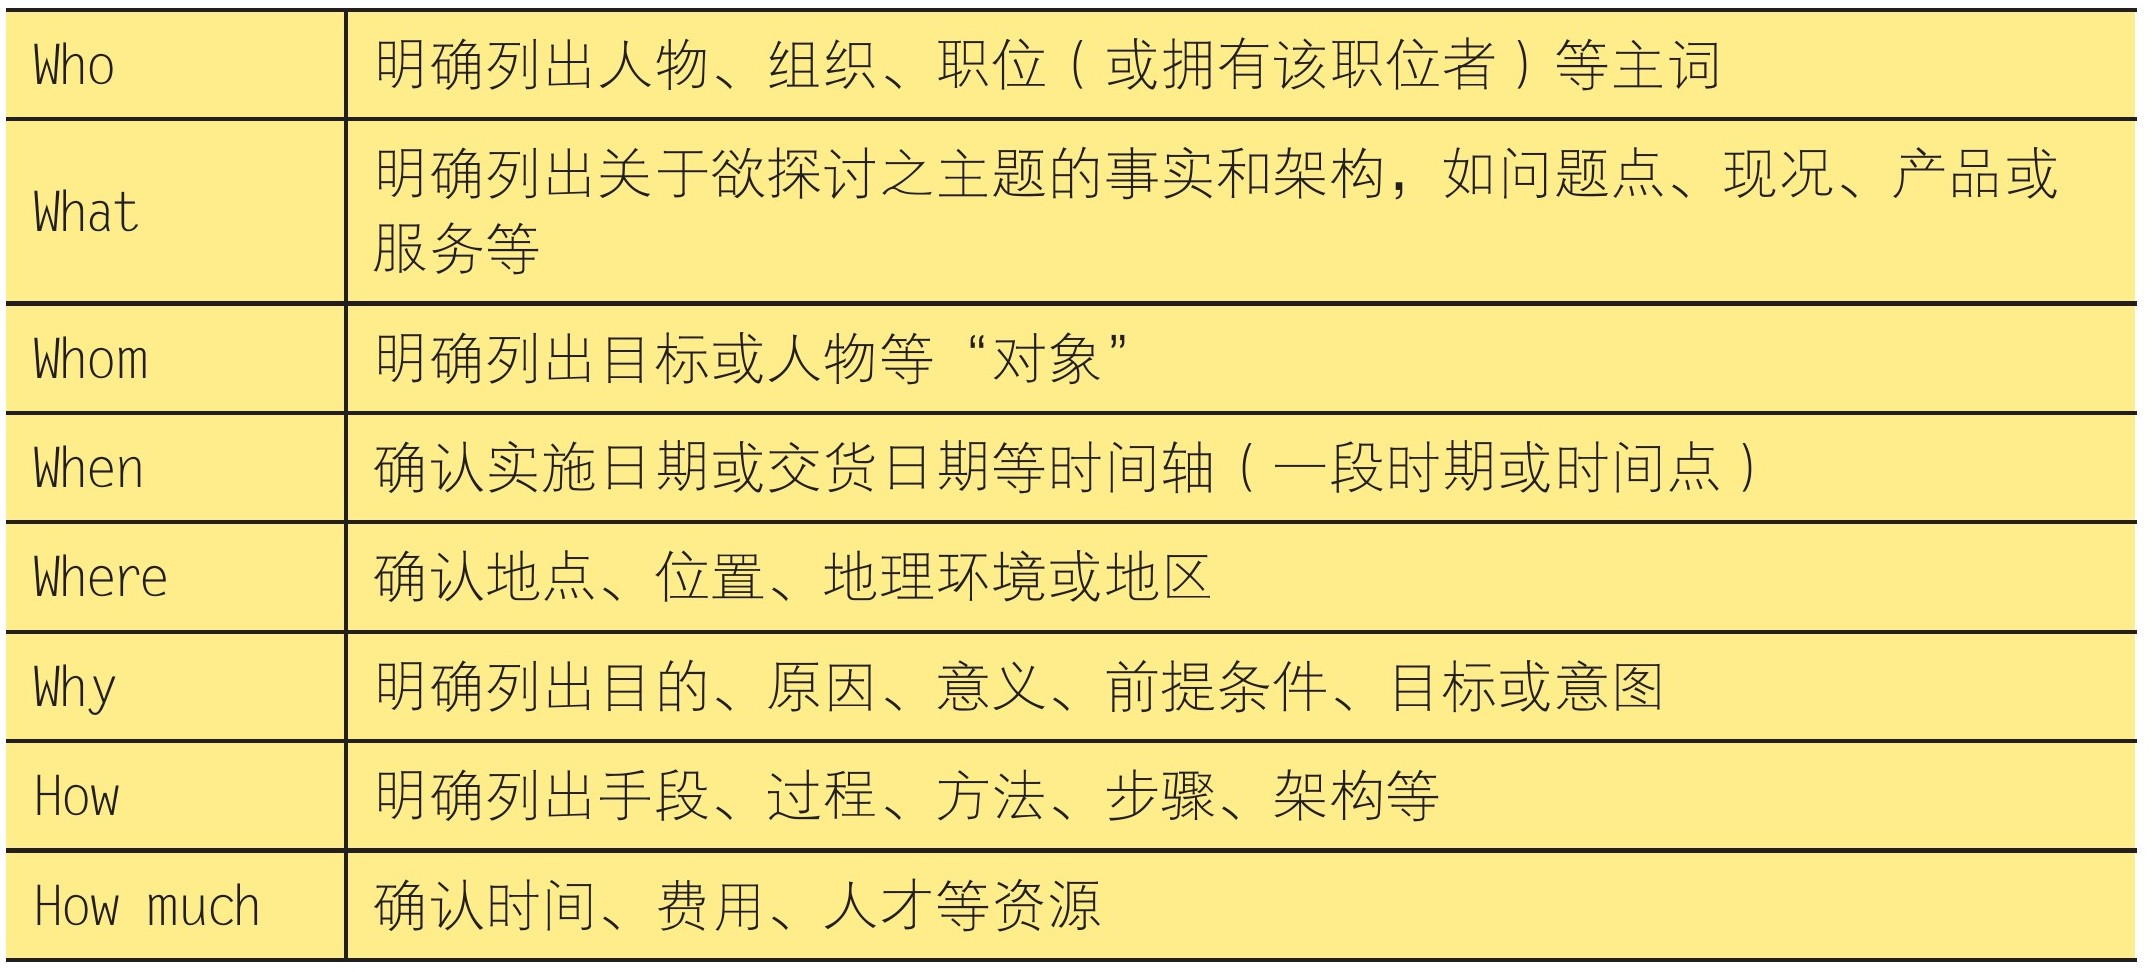 Who 明确列出人物、组织、职位（或拥有该职位者）等主词
What 明确列出关于欲探讨之主题的事实和架构，如问题点、现况、产品或
服务等
Whom 明确列出目标或人物等“对象”
When 确认实施日期或交货日期等时间轴（一段时期或时间点）
Where 确认地点、位置、地理环境或地区
Why 明确列出目的、原因、意义、前提条件、目标或意图
How 明确列出手段、过程、方法、步骤、架构等
How much 确认时间、费用、人才等资源